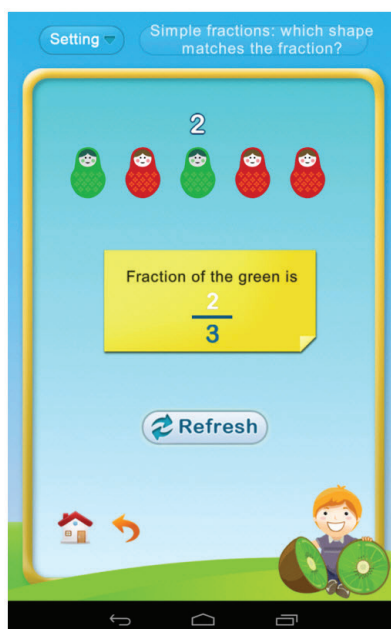 Setting
Simple fractions: which shape
matches the fraction?
2
Fraction of the green is
2
3
Refresh